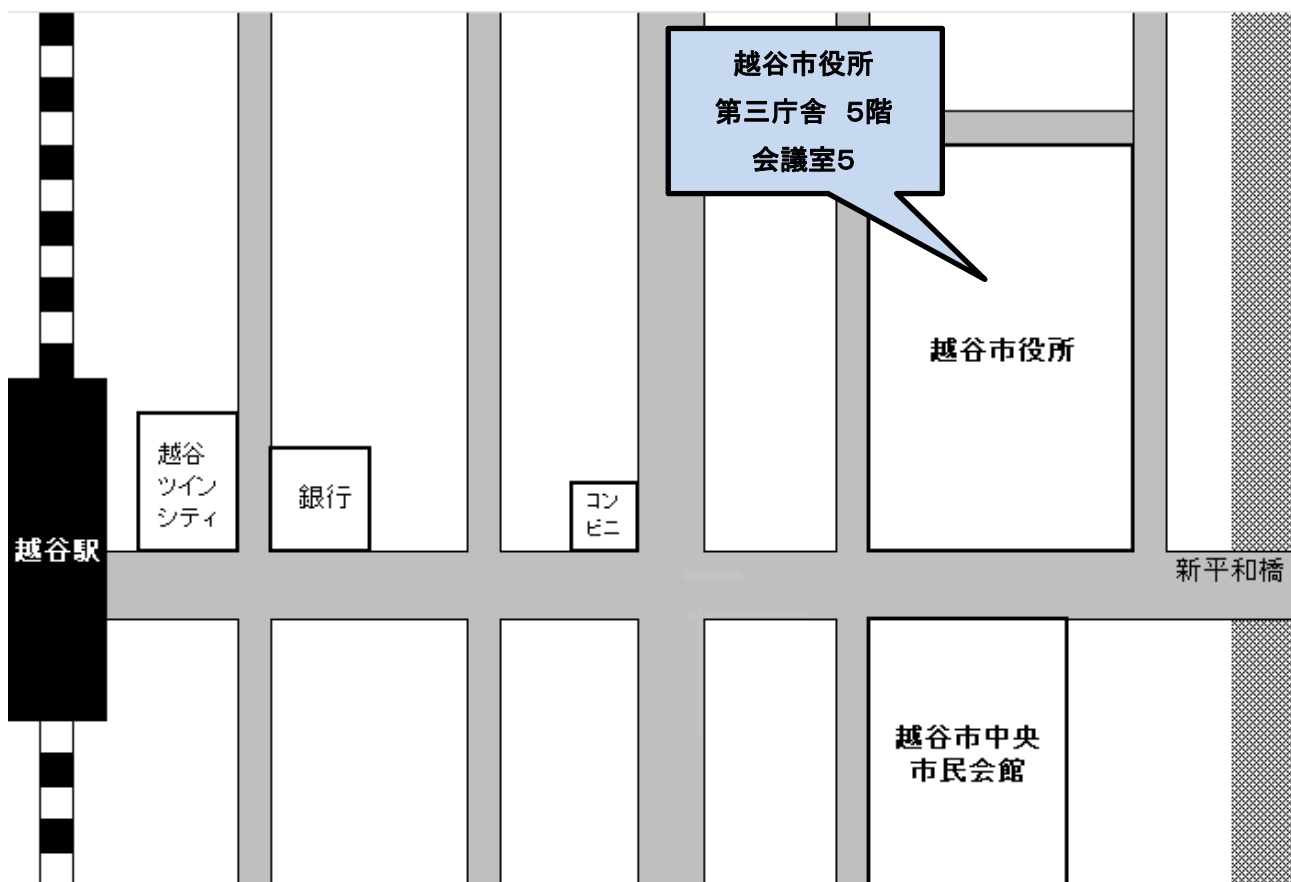 越谷市役所
第三庁舎 5階
会議室5
越谷市役所
越谷
ツイン
シティ
銀行
コン
ビニ
越谷駅
新平和橋
越谷市中央
市民会館